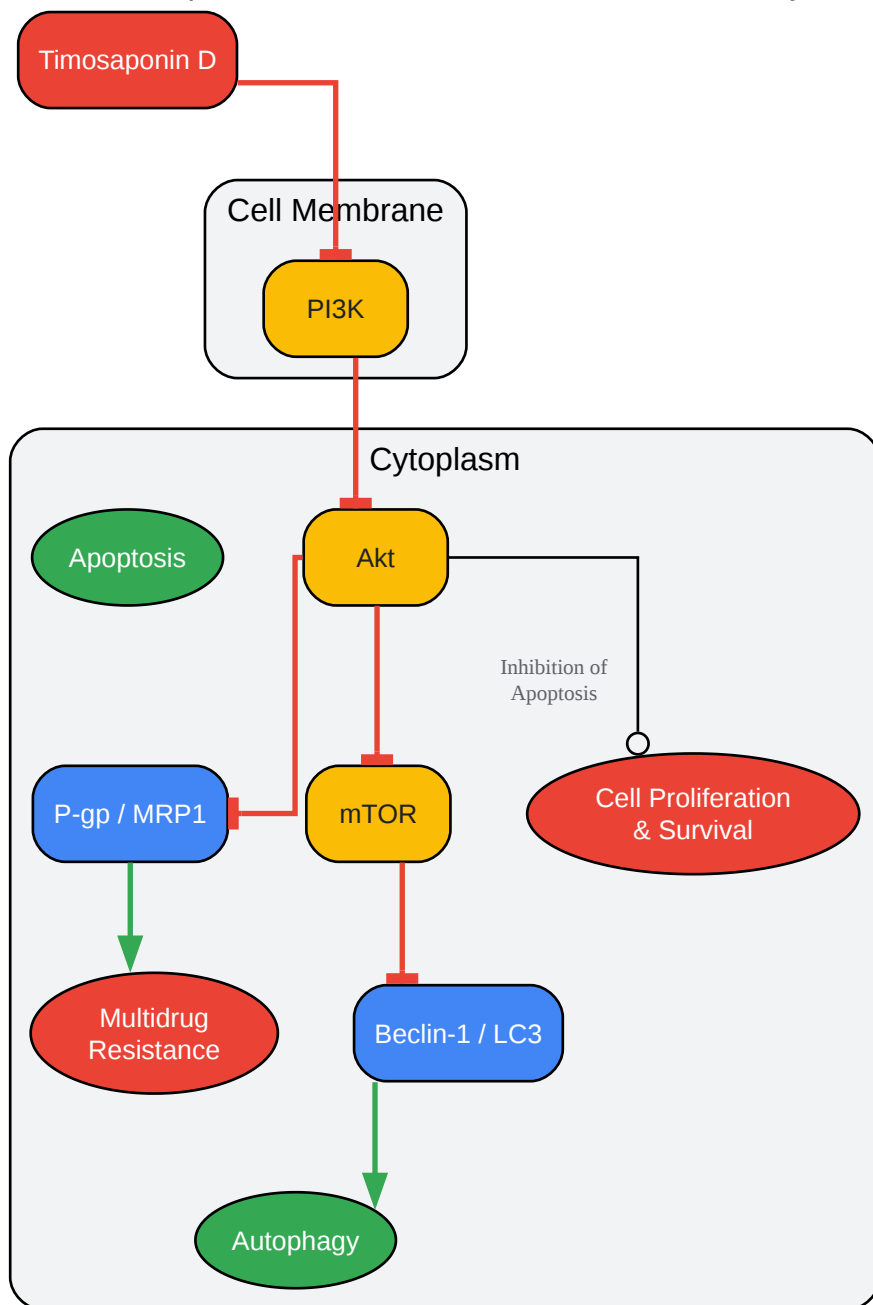 Timosaponin D
Cell Membrane
PI3K
Cytoplasm
Apoptosis
Akt
Inhibition of
Apoptosis
P-gp / MRP1
mTOR
Cell Proliferation
& Survival
Multidrug
Resistance
Beclin-1 / LC3
Autophagy